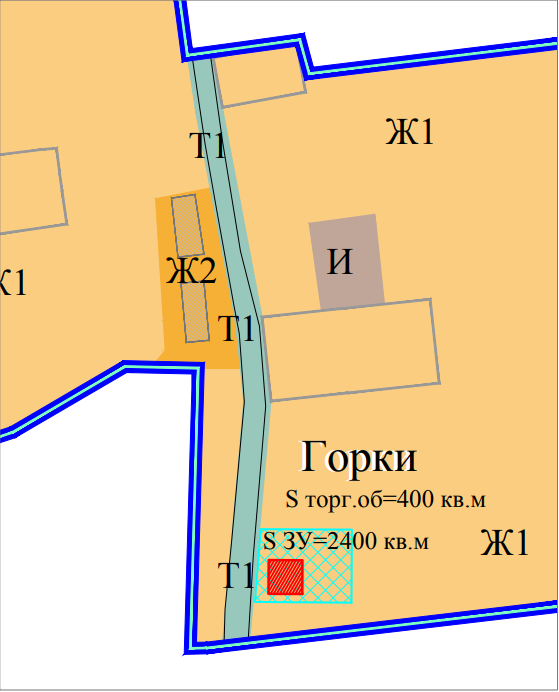 Ж1
Т1
И
Ж2
Ж1
Т1
Горки
S торг.об=400 кв.м
S ЗУ=2400 кв.м
Ж1
Т1